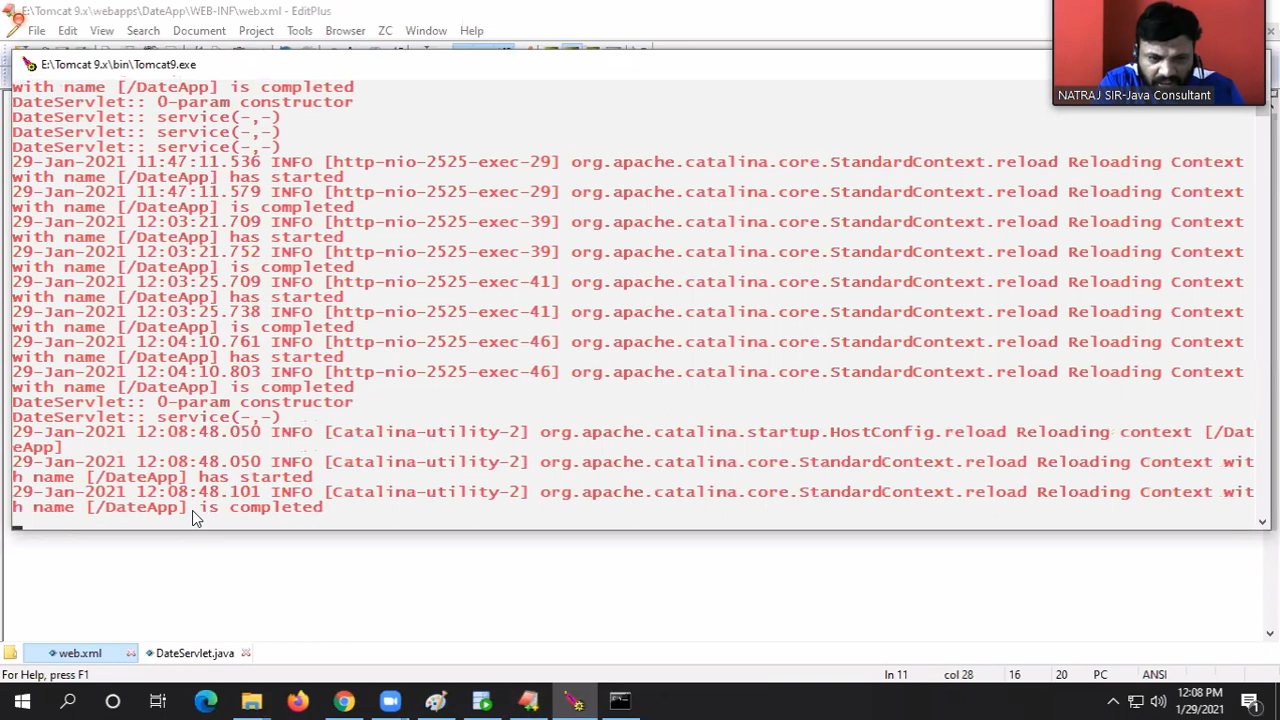 E:\Tomcat 9.x\webapps\DateApp\WEB-INF\web.xml - EditPlus
File Edit View Search Document Project Tools Browser ZC Window Help
E:\Tomcat 9.x\bin\Tomcat9.exe
NATRAJ SIR-Java Consultant
with name [/DateApp] is completed
DateServlet:: 0-param constructor
DateServlet:: service(-,-)
DateServlet:: service(-,-)
DateServlet:: service(-,-)
29-Jan-2021 11:47:11.536 INFO [http-nio-2525-exec-29] org.apache.catalina.core.StandardContext.reload Reloading Context
with name [/DateApp] has started
29-Jan-2021 11:47:11.579 INFO [http-nio-2525-exec-29] org.apache.catalina.core.StandardContext.reload Reloading Context
with name [/DateApp] is completed
29-Jan-2021 12:03:21.709 INFO [http-nio-2525-exec-39] org.apache.catalina.core.StandardContext.reload Reloading Context
with name [/DateApp] has started
29-Jan-2021 12:03:21.752 INFO [http-nio-2525-exec-39] org.apache.catalina.core.StandardContext.reload Reloading Context
with name [/DateApp] is completed
29-Jan-2021 12:03:25.709 INFO [http-nio-2525-exec-41] org.apache.catalina.core.StandardContext.reload Reloading Context
with name [/DateApp] has started
29-Jan-2021 12:03:25.738 INFO [http-nio-2525-exec-41] org.apache.catalina.core.StandardContext.reload Reloading Context
with name [/DateApp] is completed
29-Jan-2021 12:04:10.761 INFO [http-nio-2525-exec-46] org.apache.catalina.core.StandardContext.reload Reloading Context
with name [/DateApp] has started
29-Jan-2021 12:04:10.803 INFO [http-nio-2525-exec-46] org.apache.catalina.core.StandardContext.reload Reloading Context
with name [/DateApp] is completed
DateServlet:: 0-param constructor
DateServlet:: service(-,-)
29-Jan-2021 12:08:48.050 INFO [Catalina-utility-2] org.apache.catalina.startup.HostConfig.reload Reloading context [/Dat
eApp]
29-Jan-2021 12:08:48.050 INFO [Catalina-utility-2] org.apache.catalina.core.StandardContext.reload Reloading Context wit
h name [/DateApp] has started
29-Jan-2021 12:08:48.101 INFO [Catalina-utility-2] org.apache.catalina.core.StandardContext.reload Reloading Context wit
h name [/DateApp] is completed
web.xml DateServlet.java
For Help, press F1 ln 11 col 28 16 20 PC ANSI
12:08 PM
1/29/2021
1